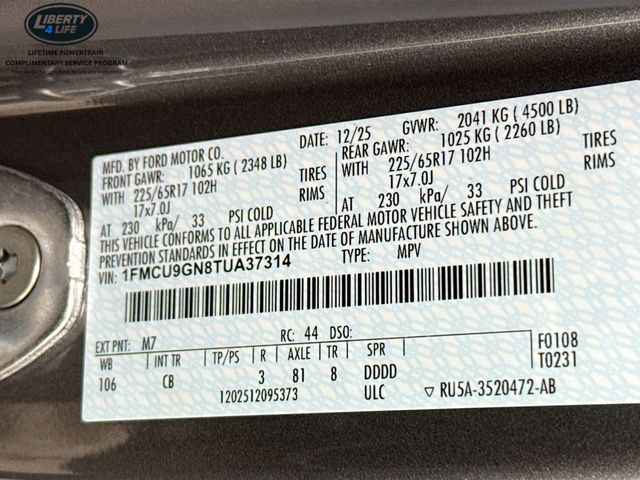 LIBERTY
4 LIFE
LIFETIME POWERTRAIN
COMPLIMENTARY SERVICE PROGRAM
MFD. BY FORD MOTOR CO. DATE: 12/25 GVWR: 2041 KG ( 4500 LB)
FRONT GAWR: 1065 KG ( 2348 LB) REAR GAWR: 1025 KG ( 2260 LB)
WITH 225/65R17 102H TIRES WITH 225/65R17 102H TIRES
17x7.0J RIMS 17x7.0J RIMS
AT 230 kPa/ 33 PSI COLD AT 230 kPa/ 33 PSI COLD
THIS VEHICLE CONFORMS TO ALL APPLICABLE FEDERAL MOTOR VEHICLE SAFETY AND THEFT
PREVENTION STANDARDS IN EFFECT ON THE DATE OF MANUFACTURE SHOWN ABOVE.
VIN: 1FMCU9GN8TUA37314 TYPE: MPV
EXT PNT: M7 RC: 44 DSO:
WB INT TR TP/PS R AXLE TR SPR F0108
106 CB 3 81 8 DDDD T0231
1202512095373 ULC ▽ RU5A-3520472-AB